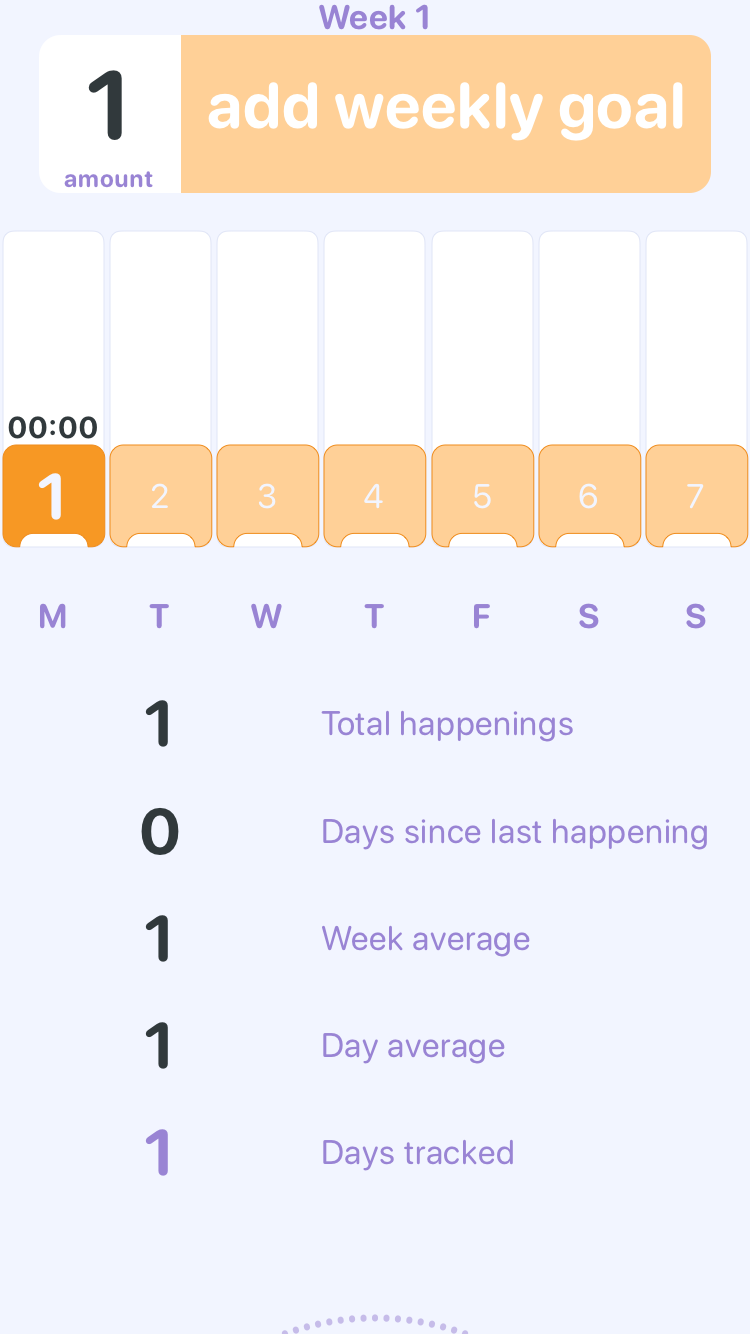 Week 1
1
amount
add weekly goal
00:00
1 2 3 4 5 6 7
M T W T F S S
1 Total happenings
0 Days since last happening
1 Week average
1 Day average
1 Days tracked